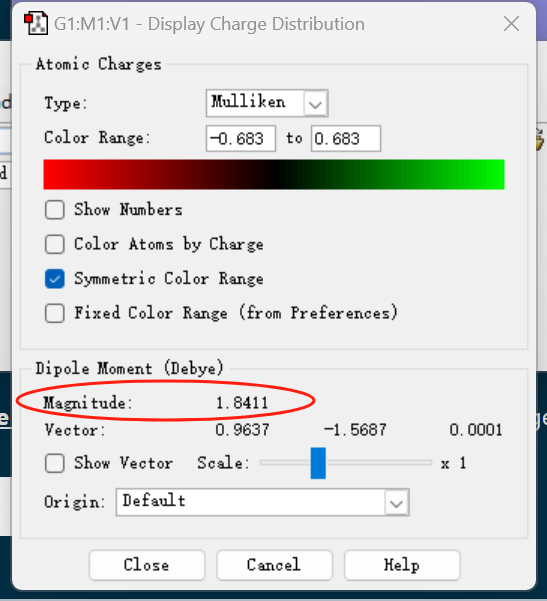 G1:M1:V1 - Display Charge Distribution
Atomic Charges
Type: Mulliken
Color Range: -0.683 to 0.683
Show Numbers
Color Atoms by Charge
Symmetric Color Range
Fixed Color Range (from Preferences)
Dipole Moment (Debye)
Magnitude: 1.8411
Vector: 0.9637 -1.5687 0.0001
Show Vector Scale: x 1
Origin: Default
Close Cancel Help